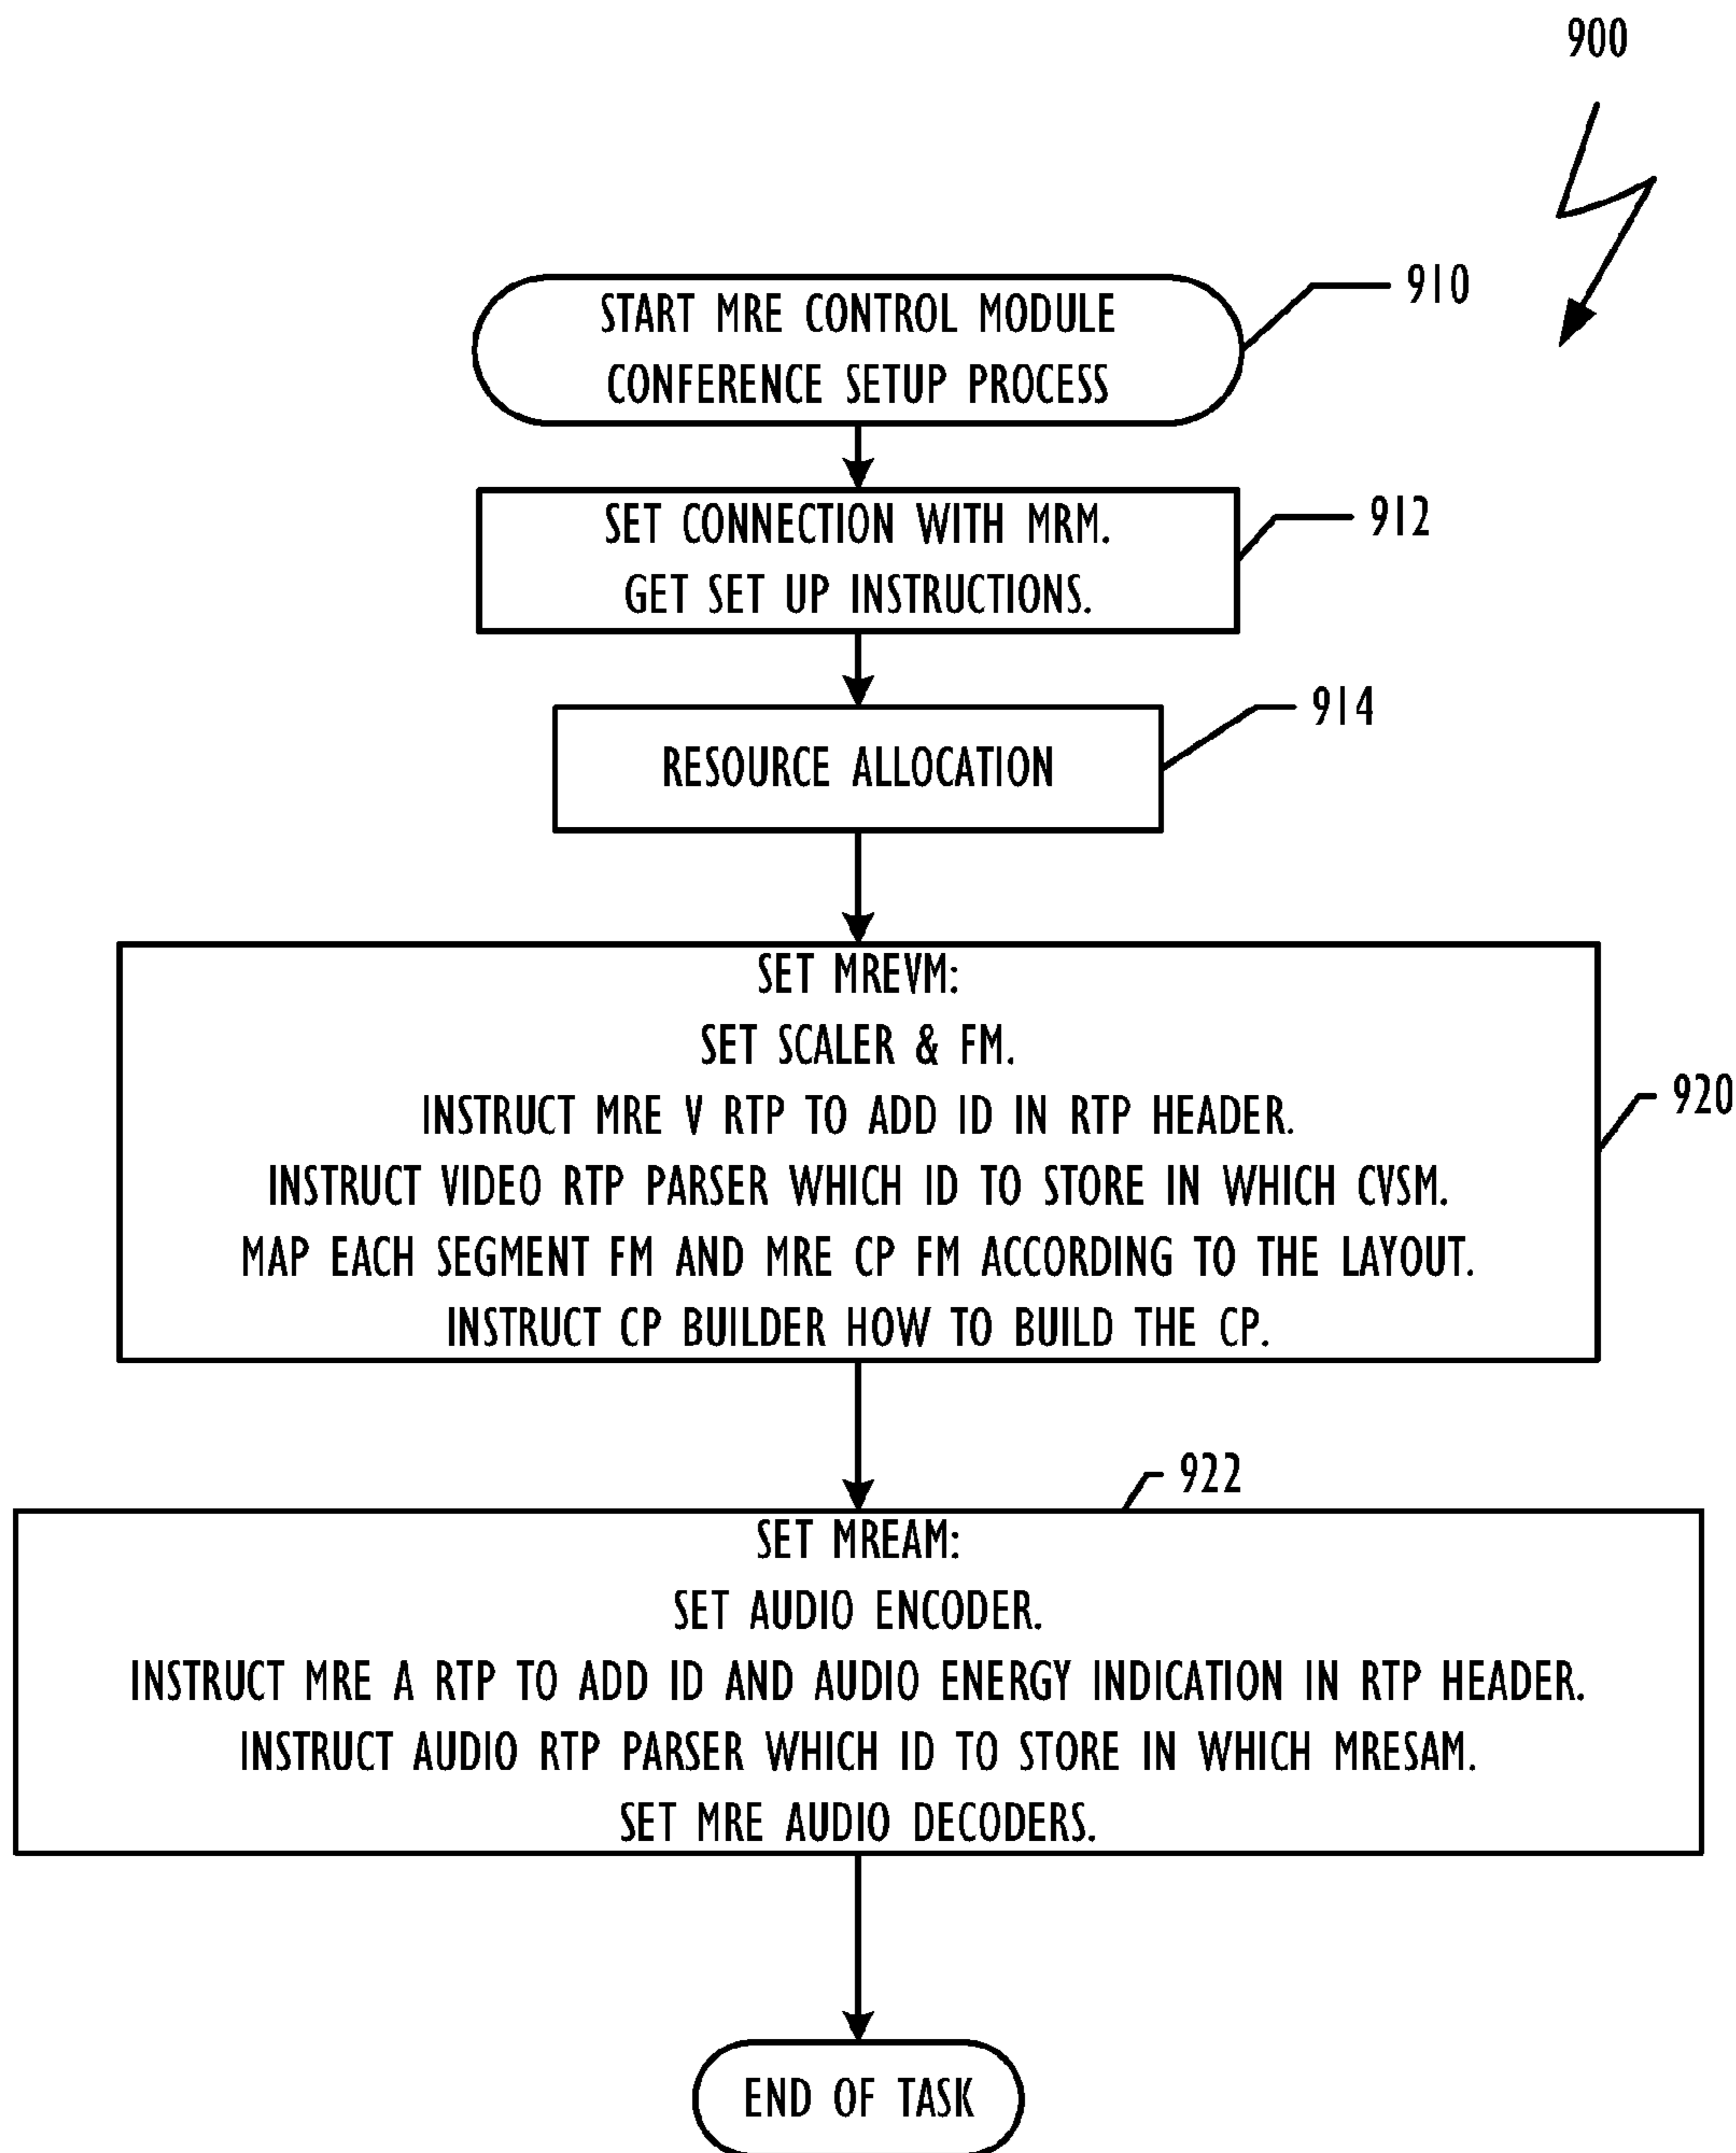 900
START MRE CONTROL MODULE
CONFERENCE SETUP PROCESS
910
SET CONNECTION WITH MRM.
GET SET UP INSTRUCTIONS.
912
RESOURCE ALLOCATION
914
SET MREVM:
SET SCALER & FM.
INSTRUCT MRE V RTP TO ADD ID IN RTP HEADER.
INSTRUCT VIDEO RTP PARSER WHICH ID TO STORE IN WHICH CVSM.
MAP EACH SEGMENT FM AND MRE CP FM ACCORDING TO THE LAYOUT.
INSTRUCT CP BUILDER HOW TO BUILD THE CP.
920
922
SET MREAM:
SET AUDIO ENCODER.
INSTRUCT MRE A RTP TO ADD ID AND AUDIO ENERGY INDICATION IN RTP HEADER.
INSTRUCT AUDIO RTP PARSER WHICH ID TO STORE IN WHICH MRESAM.
SET MRE AUDIO DECODERS.
END OF TASK